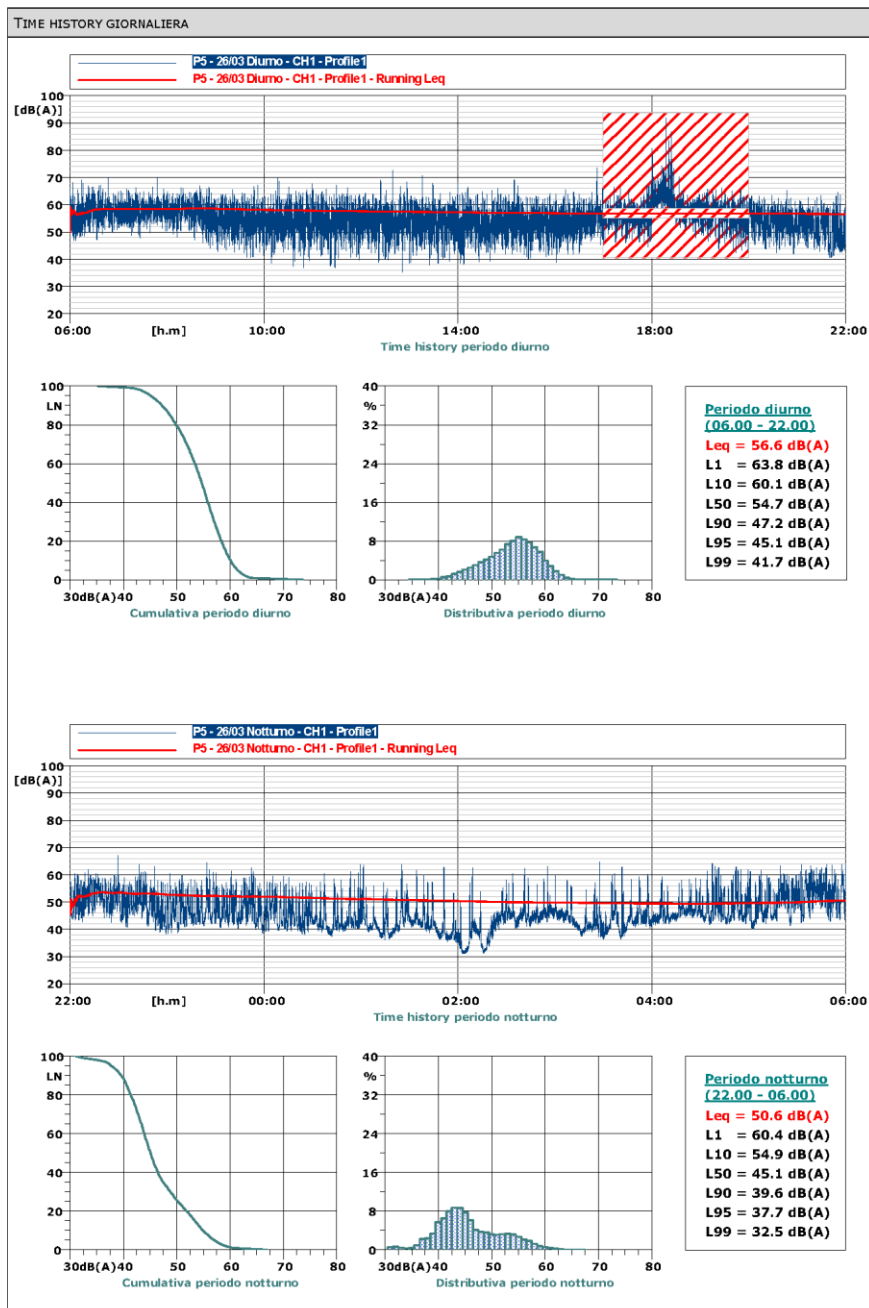 TIME HISTORY GIORNALIERA
P5 - 26/03 Diurno - CH1 - Profile1
P5 - 26/03 Diurno - CH1 - Profile1 - Running Leq
100
[dB(A)]
90
80
70
60
50
40
30
20
06:00 [h.m] 10:00 14:00 18:00 22:00
Time history periodo diurno
100
LN
80
60
40
20
0
30dB(A)40 50 60 70 80
Cumulativa periodo diurno
40
%
32
24
16
8
0
30dB(A)40 50 60 70 80
Distributiva periodo diurno
Periodo diurno
(06.00 - 22.00)
Leq = 56.6 dB(A)
L1 = 63.8 dB(A)
L10 = 60.1 dB(A)
L50 = 54.7 dB(A)
L90 = 47.2 dB(A)
L95 = 45.1 dB(A)
L99 = 41.7 dB(A)
P5 - 26/03 Notturno - CH1 - Profile1
P5 - 26/03 Notturno - CH1 - Profile1 - Running Leq
100
[dB(A)]
90
80
70
60
50
40
30
20
22:00 [h.m] 00:00 02:00 04:00 06:00
Time history periodo notturno
100
LN
80
60
40
20
0
30dB(A)40 50 60 70 80
Cumulativa periodo notturno
40
%
32
24
16
8
0
30dB(A)40 50 60 70 80
Distributiva periodo notturno
Periodo notturno
(22.00 - 06.00)
Leq = 50.6 dB(A)
L1 = 60.4 dB(A)
L10 = 54.9 dB(A)
L50 = 45.1 dB(A)
L90 = 39.6 dB(A)
L95 = 37.7 dB(A)
L99 = 32.5 dB(A)